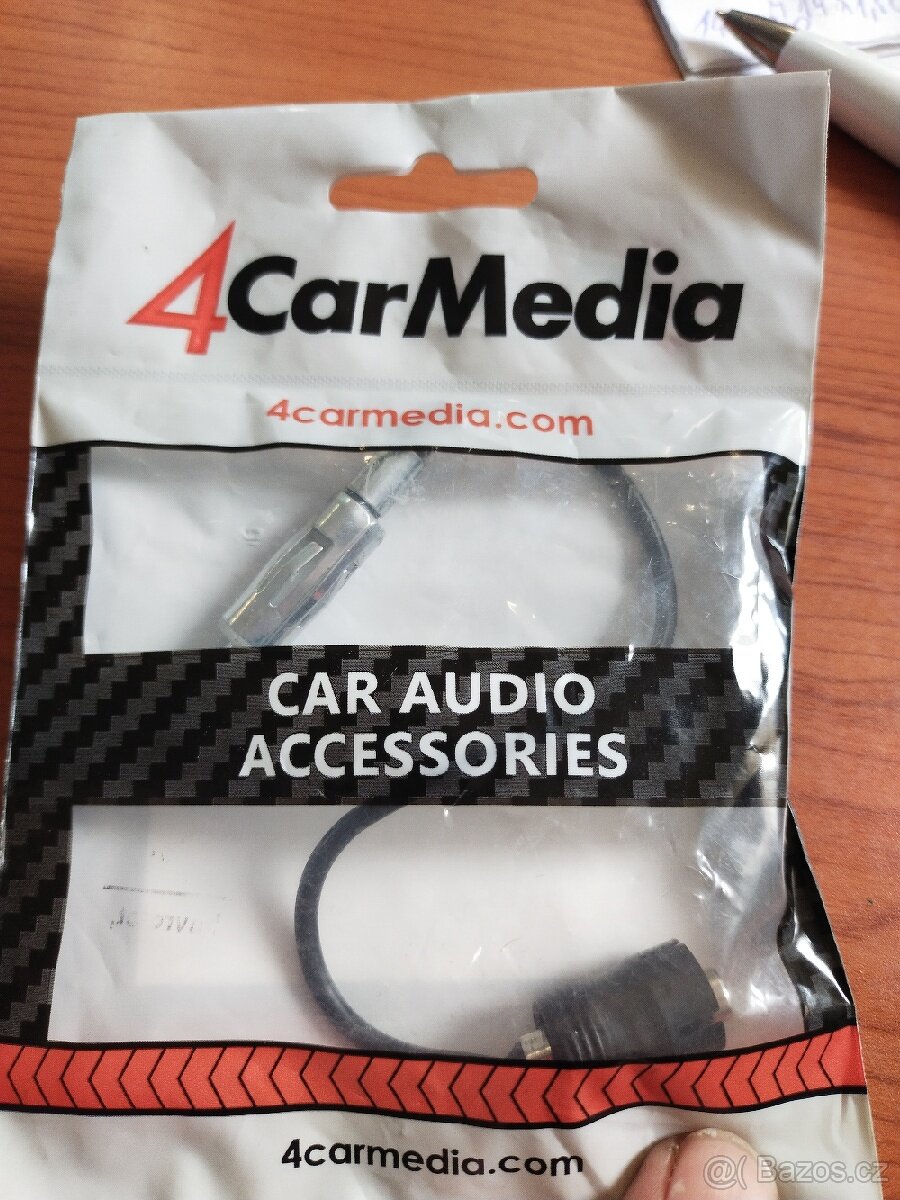 4CarMedia
4carmedia.com
CAR AUDIO
ACCESSORIES
4carmedia.com
@( Bazos.cz